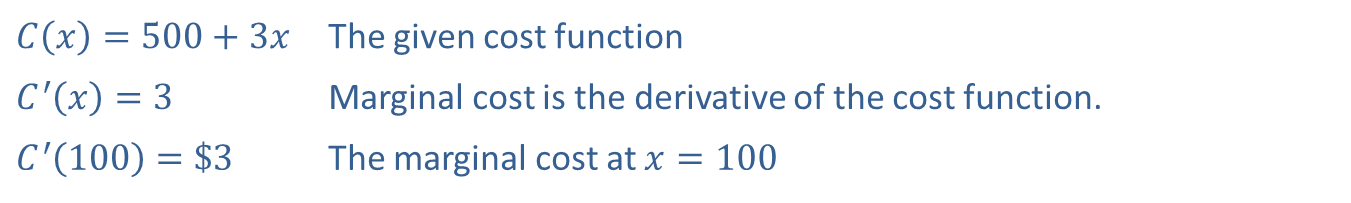 C(x) = 500 + 3x The given cost function
C′(x) = 3 Marginal cost is the derivative of the cost function.
C′(100) = $3 The marginal cost at x = 100